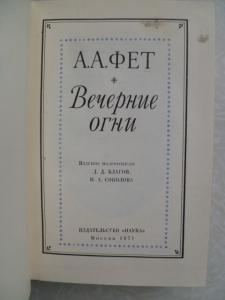 А.А.ФЕТ
Вечерние
огни
ИЗДАНИЕ ПОДГОТОВИЛИ
Д. Д. БЛАГОЙ,
М. А. СОКОЛОВА
ИЗДАТЕЛЬСТВО «НАУКА»
Москва 1971